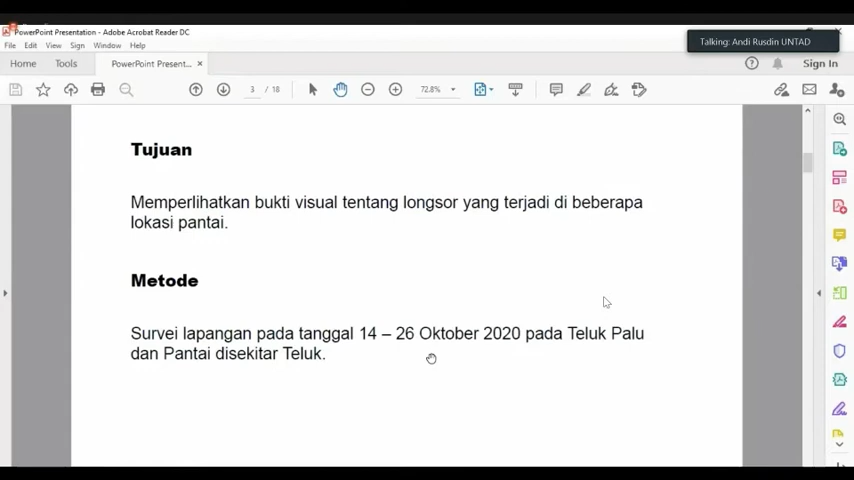 PowerPoint Presentation - Adobe Acrobat Reader DC
File Edit View Sign Window Help
Talking: Andi Rusdin UNTAD
Home Tools PowerPoint Present... × Sign In
3 / 18 72.8%
Tujuan
Memperlihatkan bukti visual tentang longsor yang terjadi di beberapa
lokasi pantai.
Metode
Survei lapangan pada tanggal 14 – 26 Oktober 2020 pada Teluk Palu
dan Pantai disekitar Teluk.